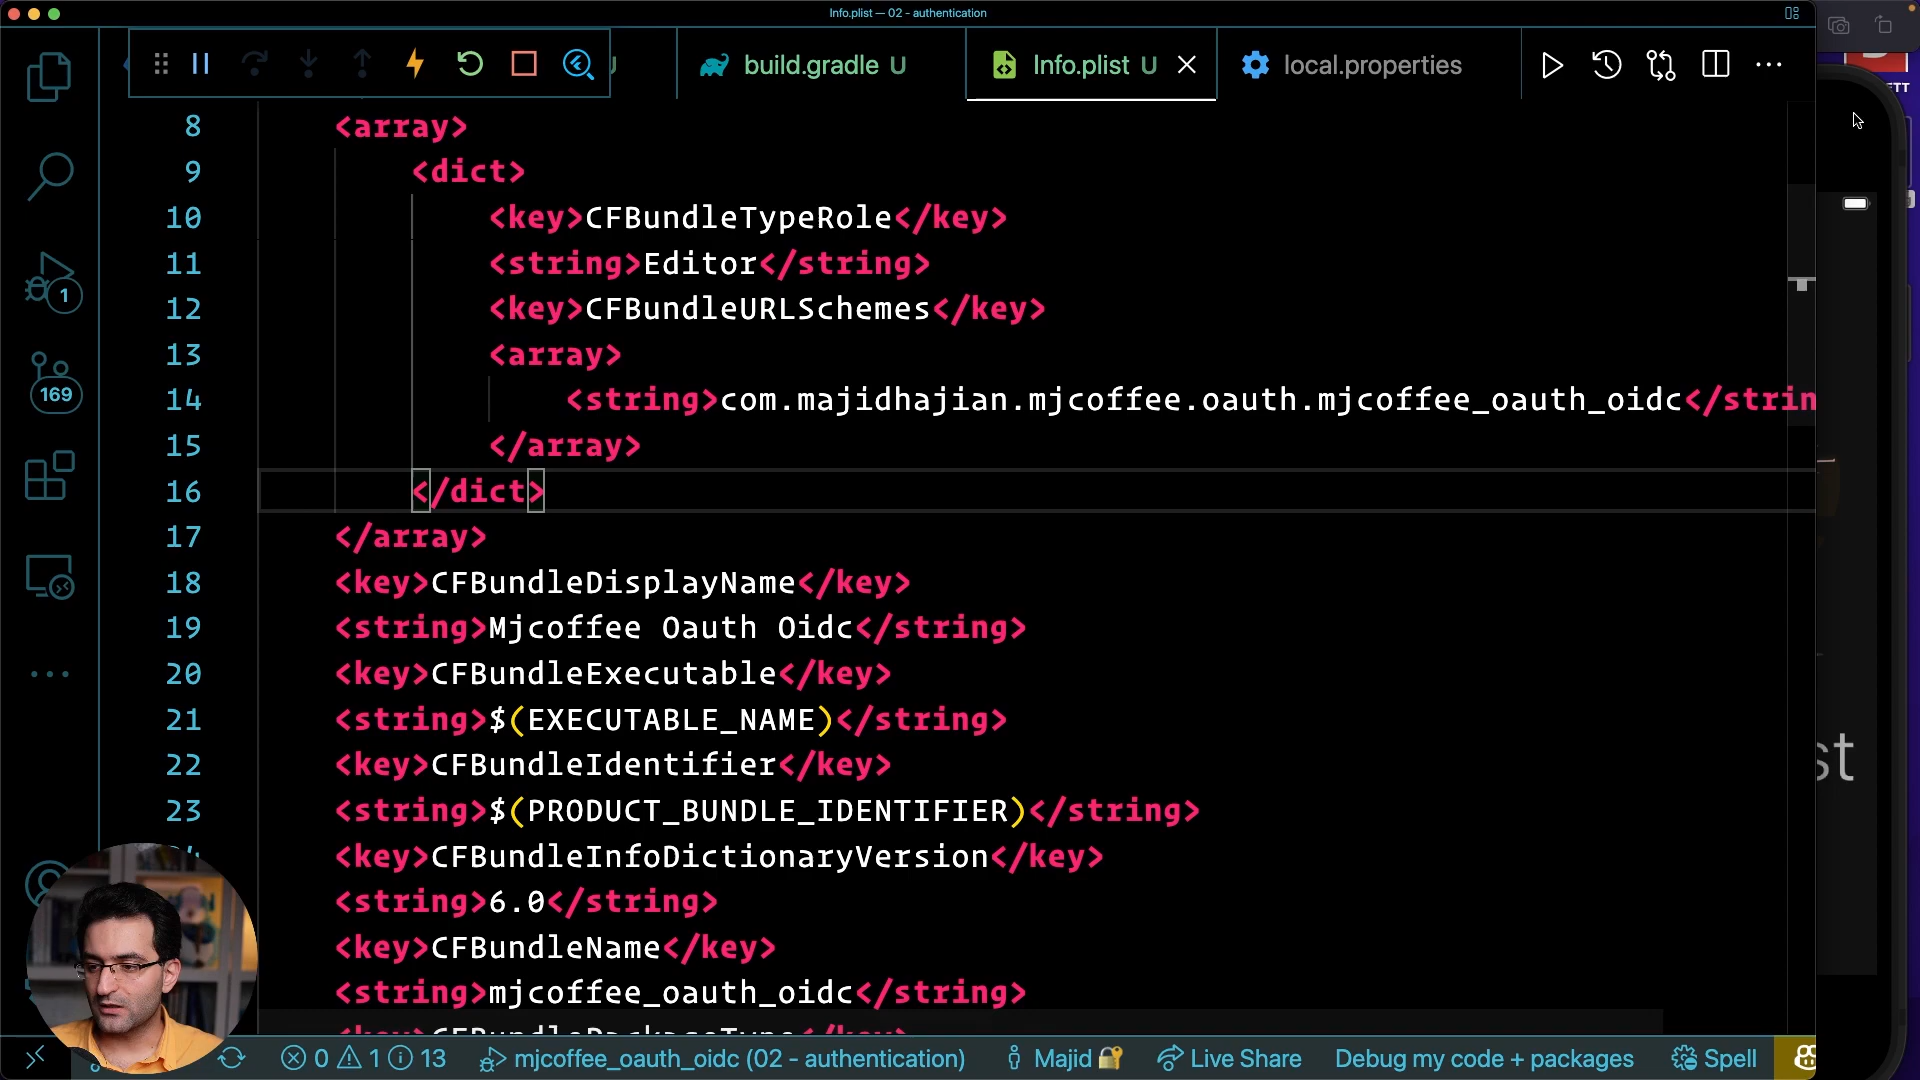 Info.plist — 02 - authentication
build.gradle U
Info.plist U
local.properties
8 <array>
9 <dict>
10 <key>CFBundleTypeRole</key>
11 <string>Editor</string>
12 <key>CFBundleURLSchemes</key>
13 <array>
14 <string>com.majidhajian.mjcoffee.oauth.mjcoffee_oauth_oidc</strin
15 </array>
16 </dict>
17 </array>
18 <key>CFBundleDisplayName</key>
19 <string>Mjcoffee Oauth Oidc</string>
20 <key>CFBundleExecutable</key>
21 <string>$(EXECUTABLE_NAME)</string>
22 <key>CFBundleIdentifier</key>
23 <string>$(PRODUCT_BUNDLE_IDENTIFIER)</string>
<key>CFBundleInfoDictionaryVersion</key>
<string>6.0</string>
<key>CFBundleName</key>
<string>mjcoffee_oauth_oidc</string>
<key>CFBundlePackageType</key>
1
169
st
TT
0 1 13 mjcoffee_oauth_oidc (02 - authentication) Majid 🔐 Live Share Debug my code + packages Spell